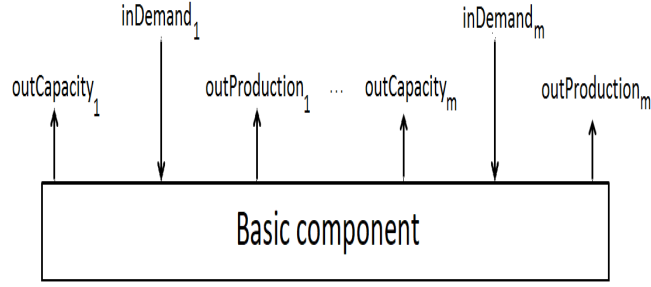 inDemand₁ inDemandₘ
outCapacity₁ outProduction₁ ... outCapacityₘ outProductionₘ
Basic component